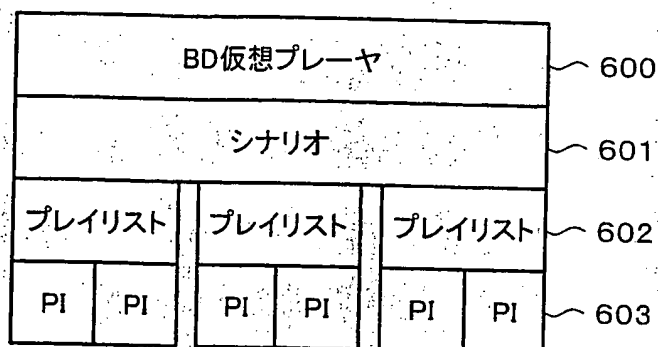 BD仮想プレーヤ 600
シナリオ 601
プレイリスト プレイリスト プレイリスト 602
PI PI PI PI PI PI 603